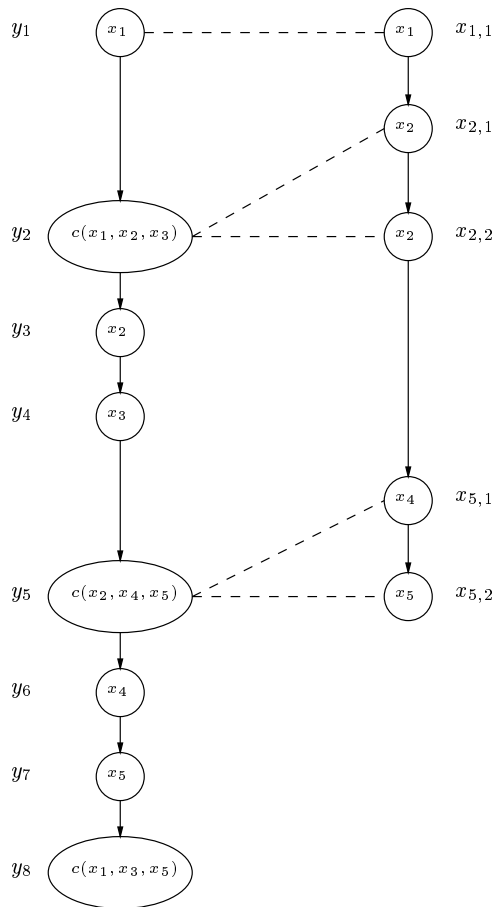 y₁ x₁ x₁ x₁,₁
x₂ x₂,₁
y₂ c(x₁, x₂, x₃) x₂ x₂,₂
y₃ x₂
y₄ x₃
x₄ x₅,₁
y₅ c(x₂, x₄, x₅) x₅ x₅,₂
y₆ x₄
y₇ x₅
y₈ c(x₁, x₃, x₅)